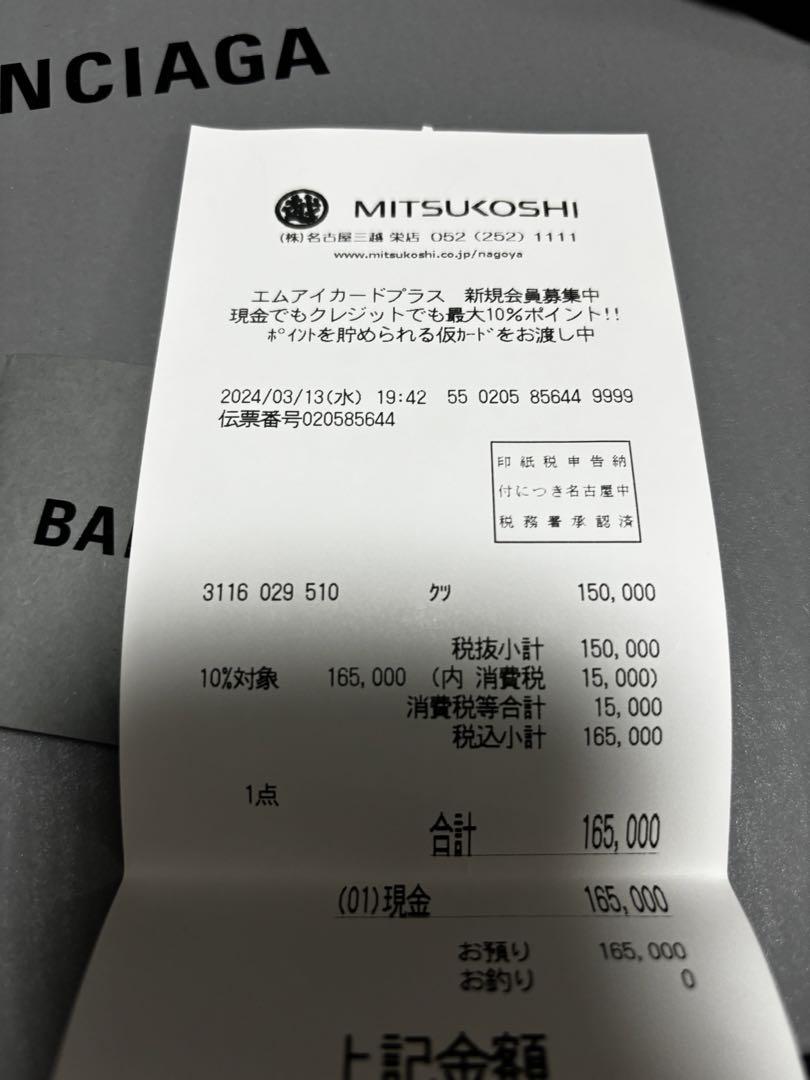 NCIAGA
越 MITSUKOSHI
(株)名古屋三越 栄店 052(252)1111
www.mitsukoshi.co.jp/nagoya
エムアイカードプラス 新規会員募集中
現金でもクレジットでも最大10%ポイント!!
ﾎﾟｲﾝﾄを貯められる仮ｶｰﾄﾞをお渡し中
2024/03/13(水) 19:42 55 0205 85644 9999
伝票番号020585644
印紙税申告納
付につき名古屋中
税務署承認済
BA
3116 029 510 ｸﾂ 150,000
税抜小計 150,000
10%対象 165,000 (内 消費税 15,000)
消費税等合計 15,000
税込小計 165,000
1点
合計 165,000
(01)現金 165,000
お預り 165,000
お釣り 0
上記金額